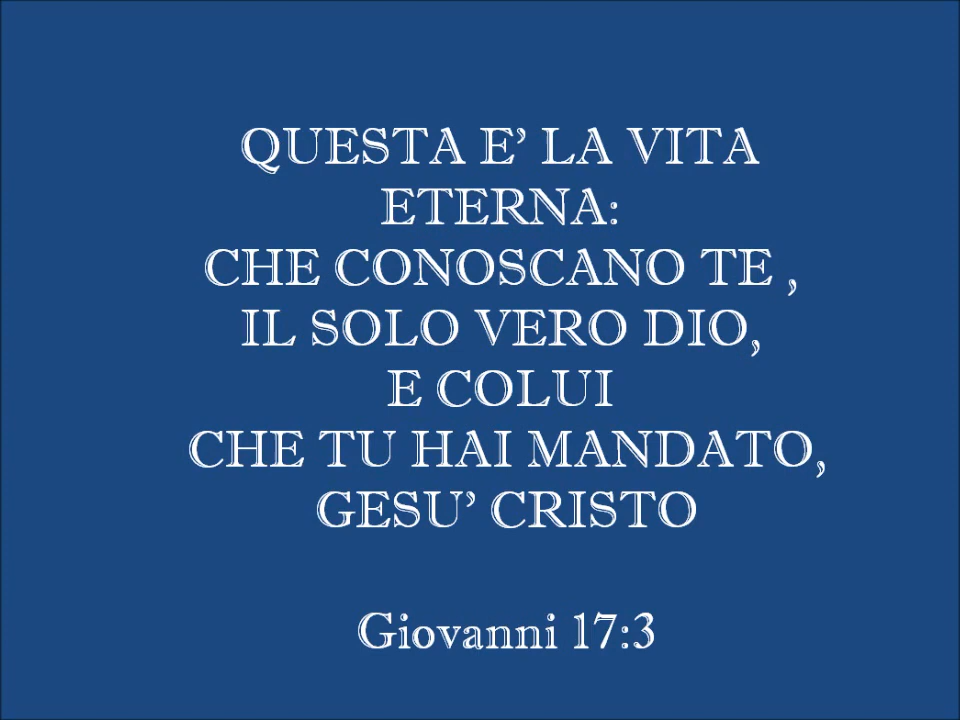 QUESTA E’ LA VITA
ETERNA:
CHE CONOSCANO TE ,
IL SOLO VERO DIO,
E COLUI
CHE TU HAI MANDATO,
GESU’ CRISTO
Giovanni 17:3